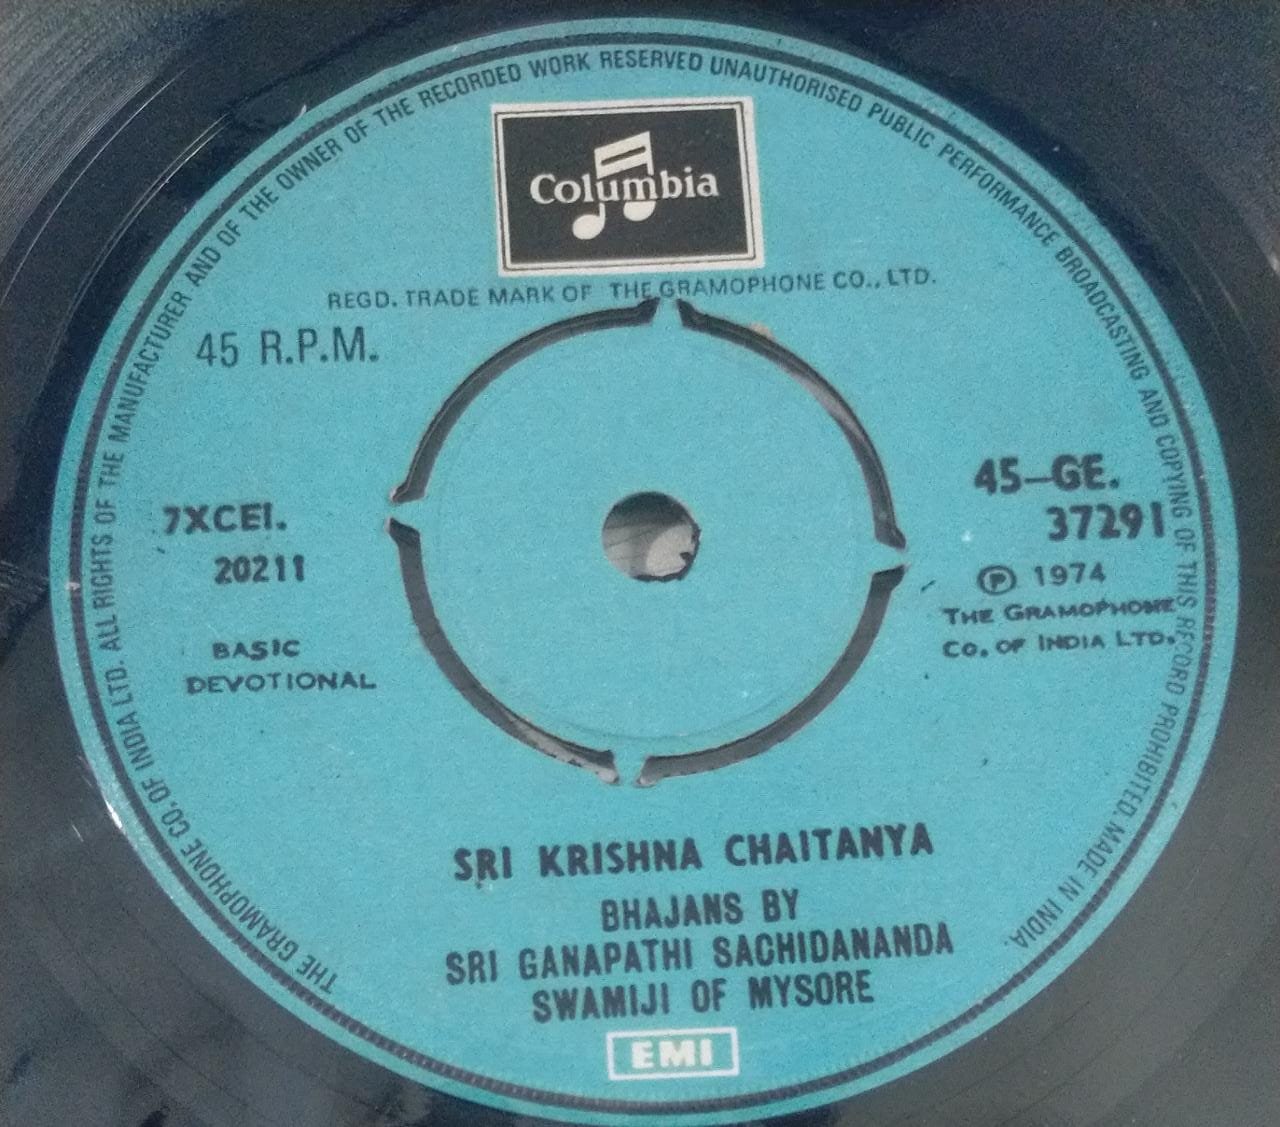 THE GRAMOPHONE CO. OF INDIA LTD. ALL RIGHTS OF THE MANUFACTURER AND OF THE OWNER OF THE RECORDED WORK RESERVED UNAUTHORISED PUBLIC PERFORMANCE BROADCASTING AND COPYING OF THIS RECORD PROHIBITED. MADE IN INDIA.
Columbia
REGD. TRADE MARK OF THE GRAMOPHONE CO., LTD.
45 R.P.M.
7XCEI.
20211
BASIC
DEVOTIONAL
45–GE.
37291
Ⓟ 1974
THE GRAMOPHONE
CO. OF INDIA LTD.
SRI KRISHNA CHAITANYA
BHAJANS BY
SRI GANAPATHI SACHIDANANDA
SWAMIJI OF MYSORE
EMI